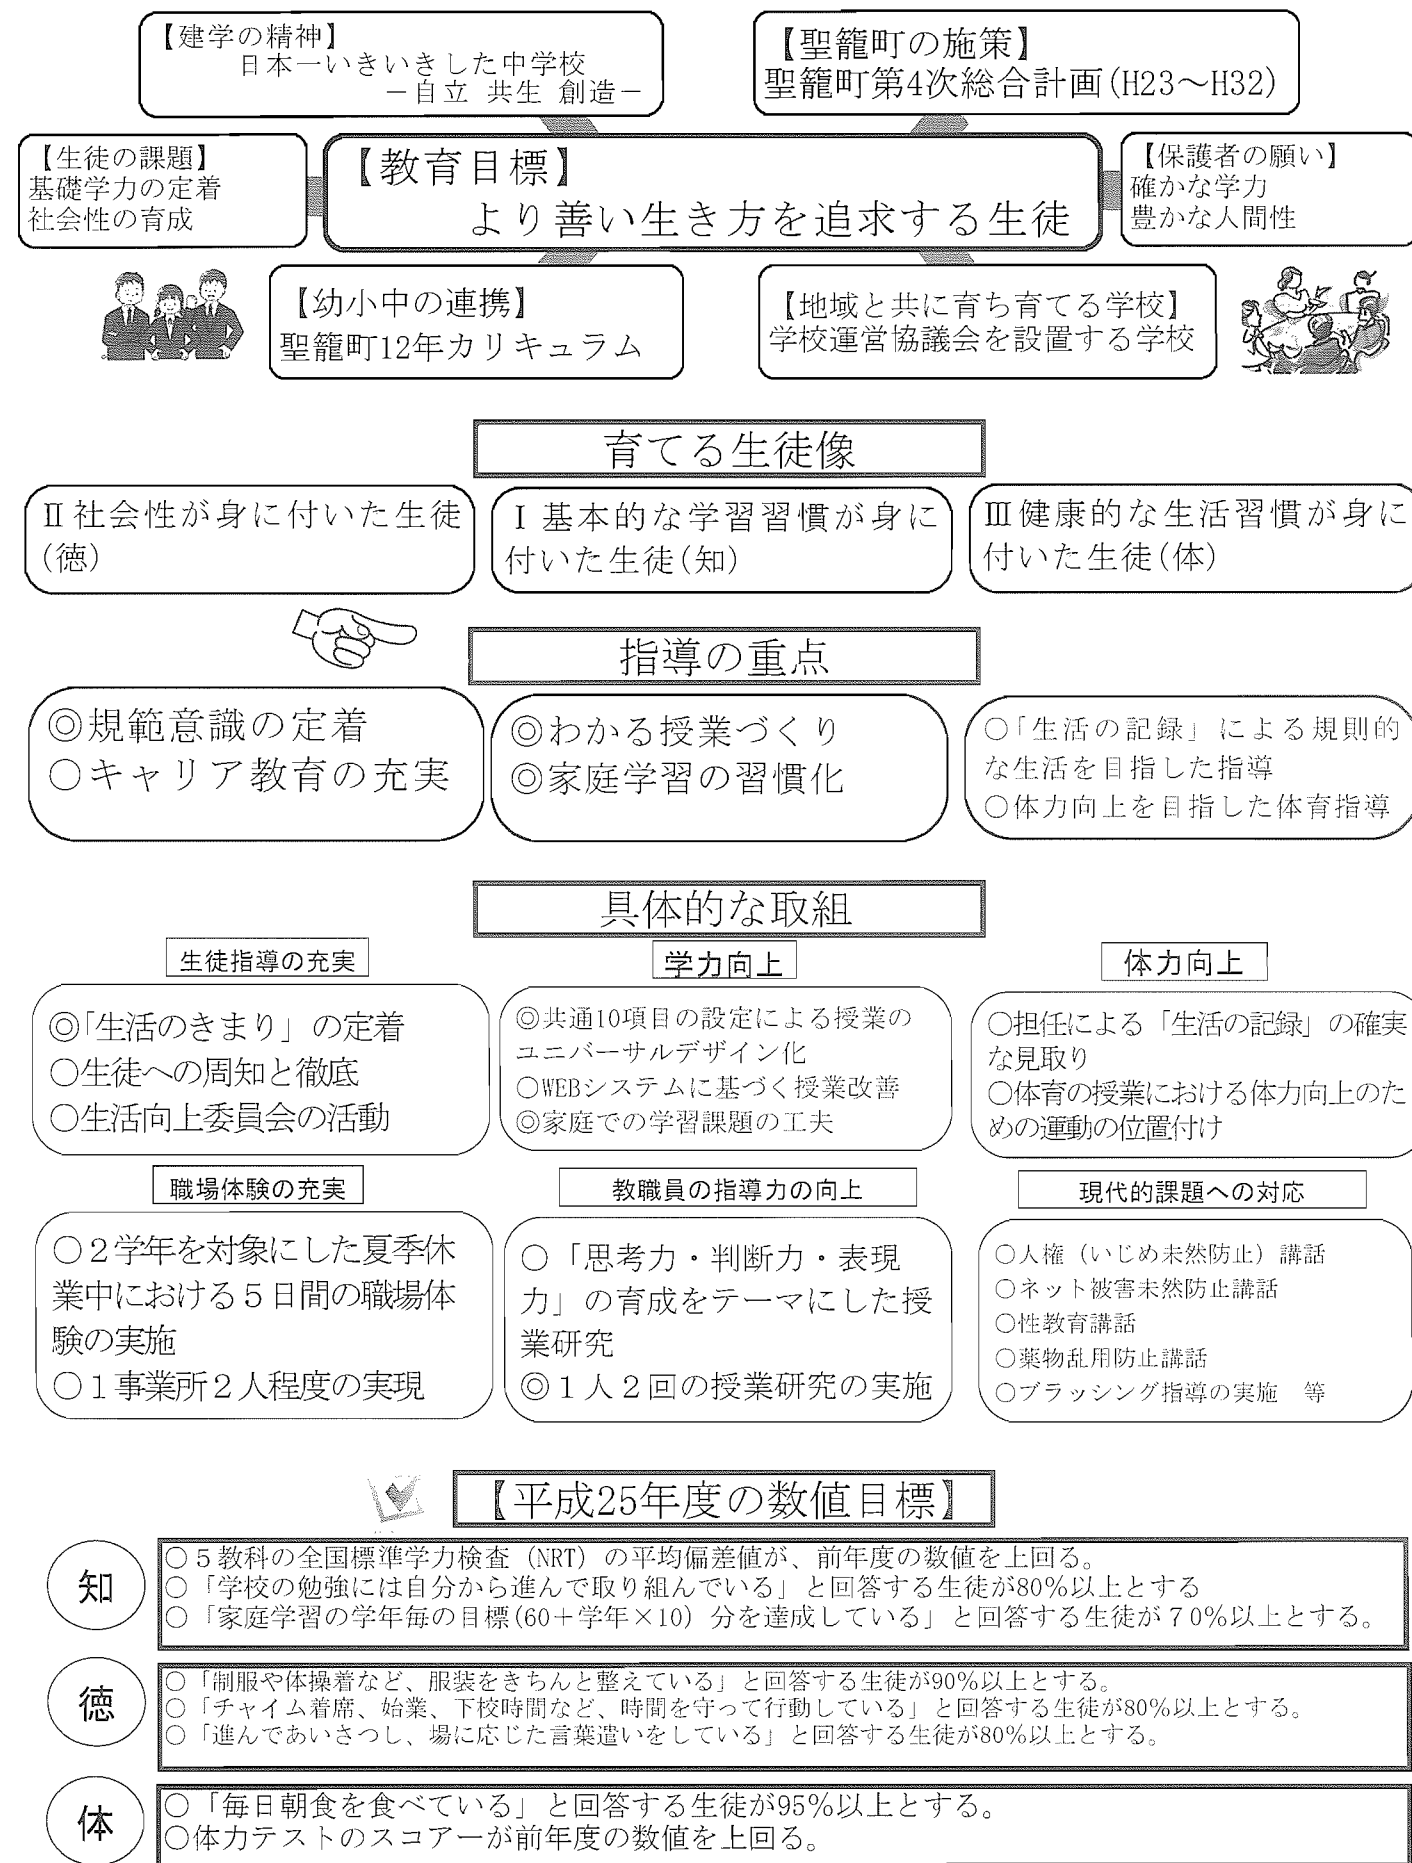 【建学の精神】
日本一いきいきした中学校
－自立 共生 創造－
【聖籠町の施策】
聖籠町第4次総合計画(H23～H32)
【生徒の課題】
基礎学力の定着
社会性の育成
【教育目標】
より善い生き方を追求する生徒
【保護者の願い】
確かな学力
豊かな人間性
【幼小中の連携】
聖籠町12年カリキュラム
【地域と共に育ち育てる学校】
学校運営協議会を設置する学校
育てる生徒像
Ⅱ社会性が身に付いた生徒
(徳)
Ⅰ基本的な学習習慣が身に
付いた生徒(知)
Ⅲ健康的な生活習慣が身に
付いた生徒(体)
指導の重点
◎規範意識の定着
○キャリア教育の充実
◎わかる授業づくり
◎家庭学習の習慣化
○「生活の記録」による規則的
な生活を目指した指導
○体力向上を目指した体育指導
具体的な取組
生徒指導の充実
◎「生活のきまり」の定着
○生徒への周知と徹底
○生活向上委員会の活動
学力向上
◎共通10項目の設定による授業の
ユニバーサルデザイン化
○WEBシステムに基づく授業改善
◎家庭での学習課題の工夫
体力向上
○担任による「生活の記録」の確実
な見取り
○体育の授業における体力向上のた
めの運動の位置付け
職場体験の充実
○２学年を対象にした夏季休
業中における５日間の職場体
験の実施
○１事業所２人程度の実現
教職員の指導力の向上
○「思考力・判断力・表現
力」の育成をテーマにした授
業研究
◎１人２回の授業研究の実施
現代的課題への対応
○人権（いじめ未然防止）講話
○ネット被害未然防止講話
○性教育講話
○薬物乱用防止講話
○ブラッシング指導の実施　等
【平成25年度の数値目標】
知
○５教科の全国標準学力検査（NRT）の平均偏差値が、前年度の数値を上回る。
○「学校の勉強には自分から進んで取り組んでいる」と回答する生徒が80%以上とする
○「家庭学習の学年毎の目標(60＋学年×10）分を達成している」と回答する生徒が７0%以上とする。
徳
○「制服や体操着など、服装をきちんと整えている」と回答する生徒が90%以上とする。
○「チャイム着席、始業、下校時間など、時間を守って行動している」と回答する生徒が80%以上とする。
○「進んであいさつし、場に応じた言葉遣いをしている」と回答する生徒が80%以上とする。
体
○「毎日朝食を食べている」と回答する生徒が95%以上とする。
○体力テストのスコアーが前年度の数値を上回る。